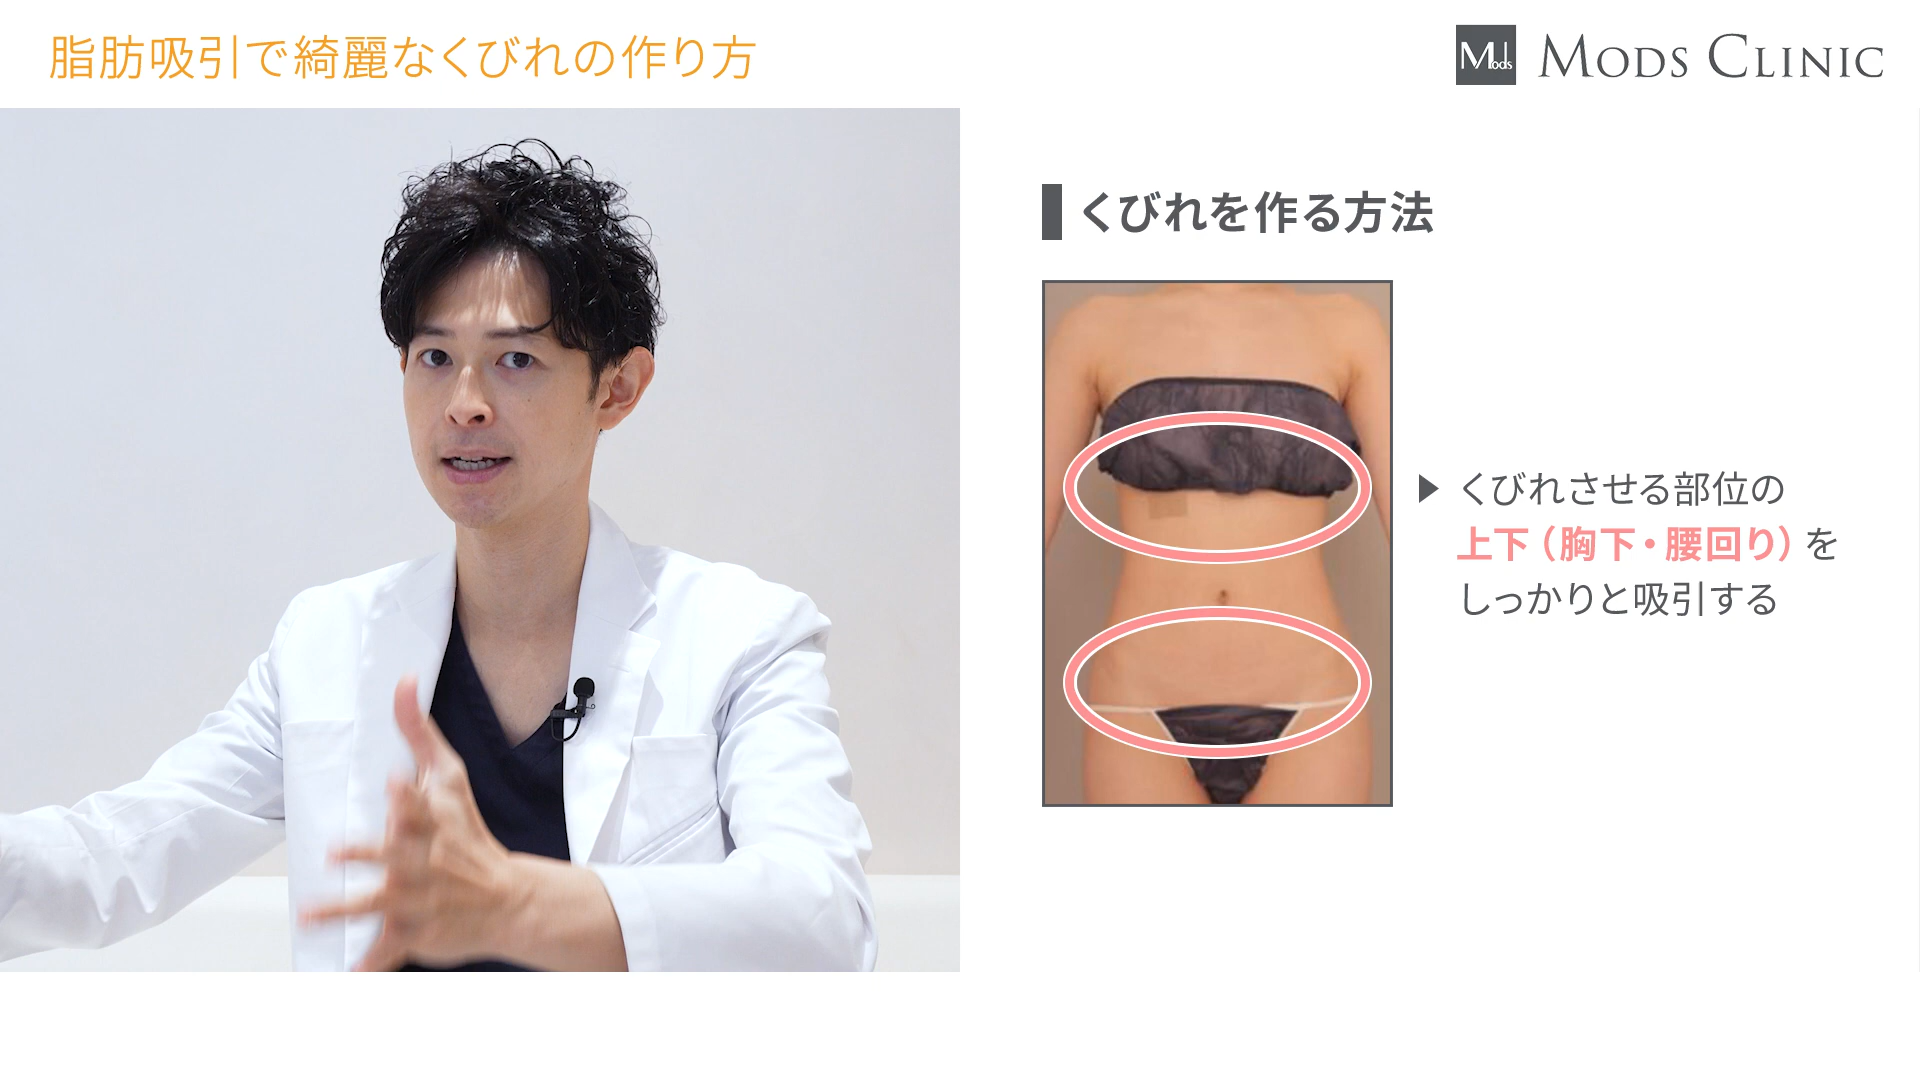 脂肪吸引で綺麗なくびれの作り方
Mods
MODS CLINIC
くびれを作る方法
▶ くびれさせる部位の
上下（胸下・腰回り）を
しっかりと吸引する